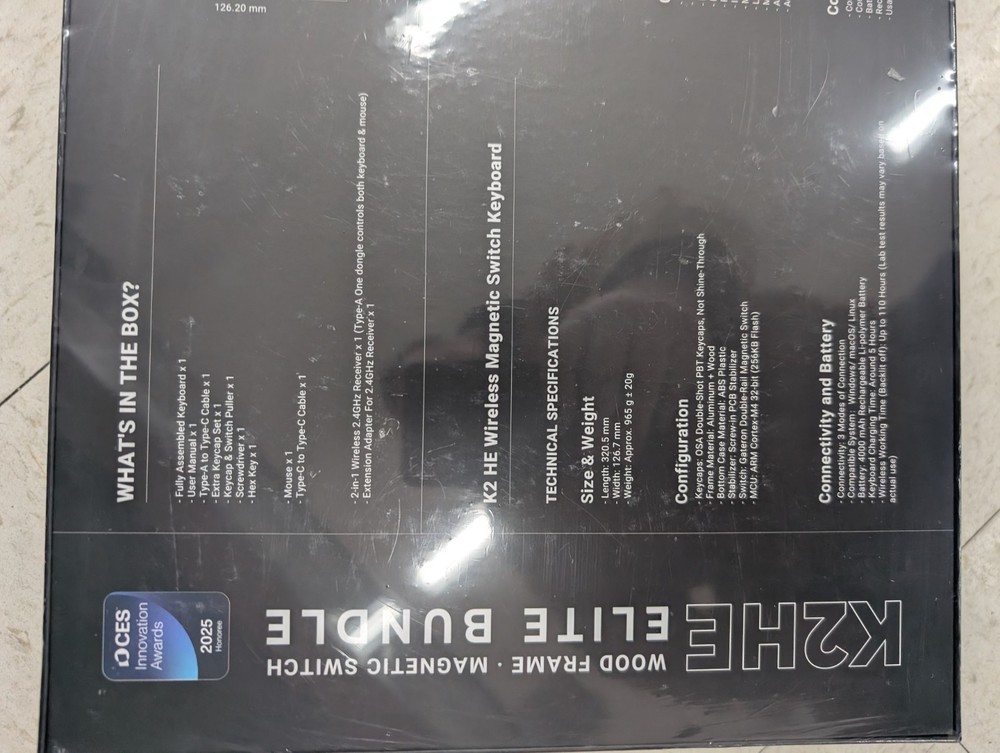 WHAT'S IN THE BOX?
- Fully Assembled Keyboard x 1
- User Manual x 1
- Type-A to Type-C Cable x 1
- Extra Keycap Set x 1
- Keycap & Switch Puller x 1
- Screwdriver x 1
- Hex Key x 1
- Mouse x 1
- Type-C to Type-C Cable x 1
- 2-in-1 Wireless 2.4GHz Receiver x 1 (Type-A One dongle controls both keyboard & mouse)
- Extension Adapter For 2.4GHz Receiver x 1
K2 HE Wireless Magnetic Switch Keyboard
TECHNICAL SPECIFICATIONS
Size & Weight
- Length: 320.5 mm
- Width: 126.7 mm
- Weight: Approx. 965 g ± 20g
Configuration
- Keycaps: OSA Double-Shot PBT Keycaps, Not Shine-Through
- Frame Material: Aluminum + Wood
- Bottom Case Material: ABS Plastic
- Stabilizer: Screw-in PCB Stabilizer
- Switch: Gateron Double-Rail Magnetic Switch
- MCU: ARM Cortex-M4 32-bit (256KB Flash)
Connectivity and Battery
- Connectivity: 3 Modes of Connection
- Compatible System: Windows/macOS/ Linux
- Battery: 4000 mAh Rechargeable Li-polymer Battery
- Keyboard Charging Time: Around 5 Hours
- Wireless Working Time (Backlit off): Up to 110 Hours (Lab test results may vary based on
actual use)
126.20 mm
CES
Innovation
Awards
2025
Honoree
K2HE
ELITE BUNDLE
WOOD FRAME · MAGNETIC SWITCH